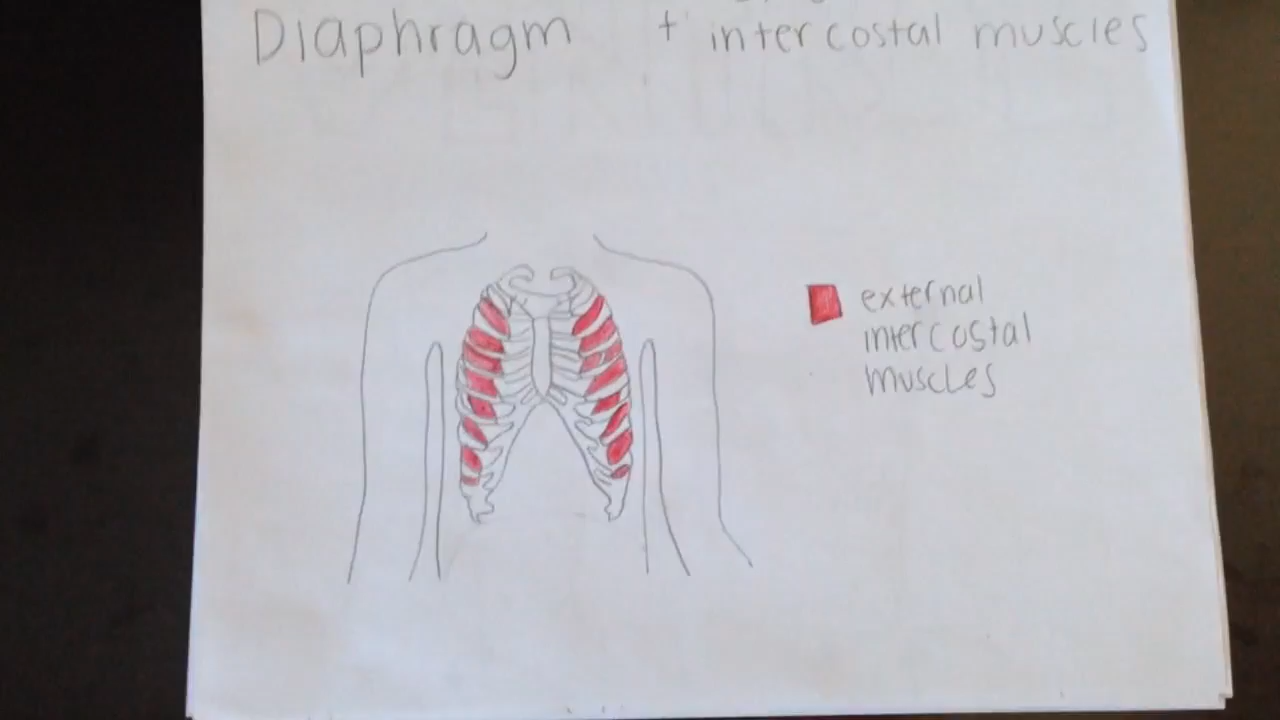 Diaphragm + intercostal muscles
external
intercostal
muscles